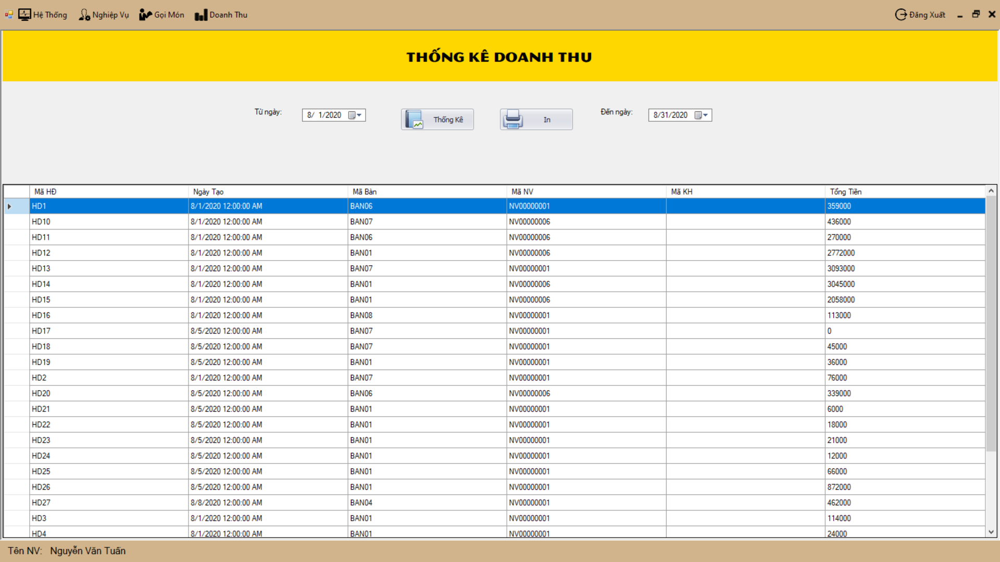 Hệ Thống Nghiệp Vụ Gọi Món Doanh Thu Đăng Xuất
THỐNG KÊ DOANH THU
Từ ngày: 8/ 1/2020 Thống Kê In Đến ngày: 8/31/2020
Mã HĐ Ngày Tạo Mã Bàn Mã NV Mã KH Tổng Tiền
HD1 8/1/2020 12:00:00 AM BAN06 NV00000001 359000
HD10 8/1/2020 12:00:00 AM BAN07 NV00000006 436000
HD11 8/1/2020 12:00:00 AM BAN06 NV00000006 270000
HD12 8/1/2020 12:00:00 AM BAN01 NV00000006 2772000
HD13 8/1/2020 12:00:00 AM BAN07 NV00000001 3093000
HD14 8/1/2020 12:00:00 AM BAN01 NV00000006 3045000
HD15 8/1/2020 12:00:00 AM BAN01 NV00000006 2058000
HD16 8/1/2020 12:00:00 AM BAN08 NV00000001 113000
HD17 8/5/2020 12:00:00 AM BAN07 NV00000001 0
HD18 8/5/2020 12:00:00 AM BAN07 NV00000001 45000
HD19 8/5/2020 12:00:00 AM BAN01 NV00000001 36000
HD2 8/1/2020 12:00:00 AM BAN07 NV00000001 76000
HD20 8/5/2020 12:00:00 AM BAN06 NV00000006 339000
HD21 8/5/2020 12:00:00 AM BAN01 NV00000001 6000
HD22 8/5/2020 12:00:00 AM BAN01 NV00000001 18000
HD23 8/5/2020 12:00:00 AM BAN01 NV00000001 21000
HD24 8/5/2020 12:00:00 AM BAN01 NV00000001 12000
HD25 8/5/2020 12:00:00 AM BAN01 NV00000001 66000
HD26 8/5/2020 12:00:00 AM BAN01 NV00000001 872000
HD27 8/8/2020 12:00:00 AM BAN04 NV00000001 462000
HD3 8/1/2020 12:00:00 AM BAN01 NV00000001 114000
HD4 8/1/2020 12:00:00 AM BAN01 NV00000001 24000
Tên NV: Nguyễn Văn Tuấn